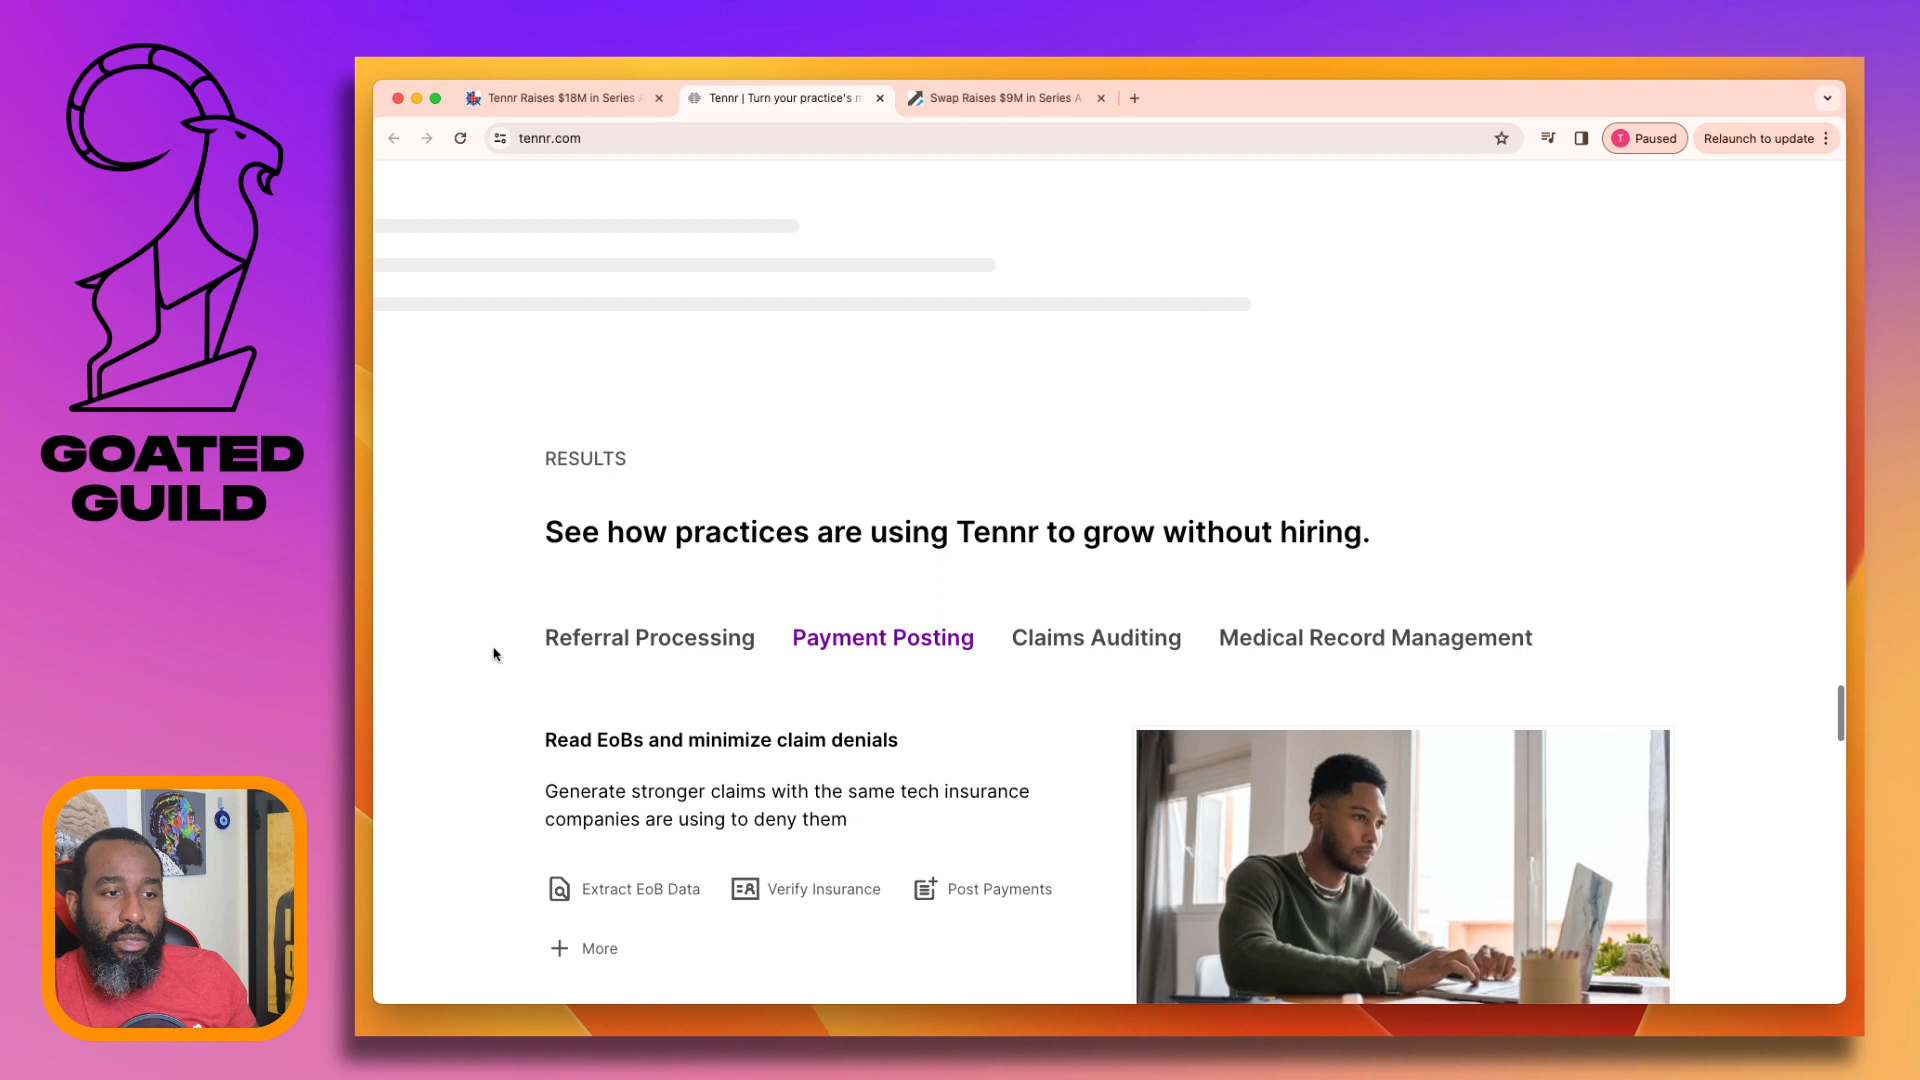 GOATED
GUILD
Tennr Raises $18M in Series A
Tennr | Turn your practice's m
Swap Raises $9M in Series A
tennr.com
T
Paused
Relaunch to update
RESULTS
See how practices are using Tennr to grow without hiring.
Referral Processing
Payment Posting
Claims Auditing
Medical Record Management
Read EoBs and minimize claim denials
Generate stronger claims with the same tech insurance
companies are using to deny them
Extract EoB Data
Verify Insurance
Post Payments
More